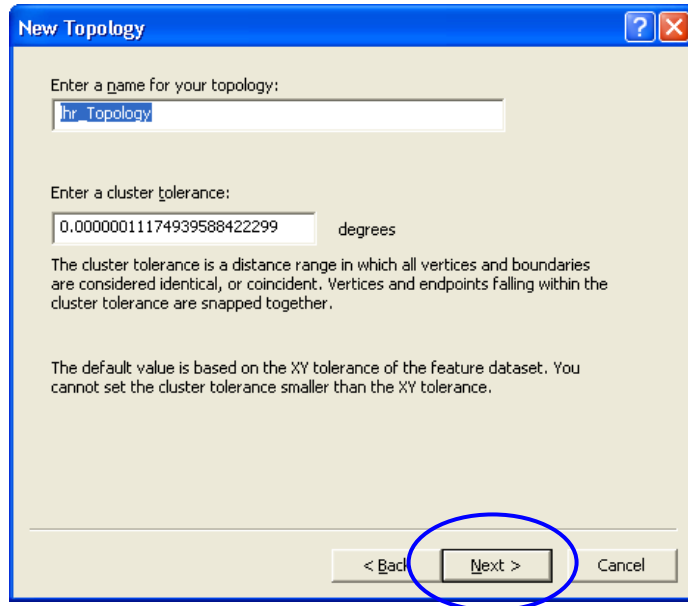 New Topology
Enter a name for your topology:
lhr_Topology
Enter a cluster tolerance:
0.00000011174939588422299 degrees
The cluster tolerance is a distance range in which all vertices and boundaries
are considered identical, or coincident. Vertices and endpoints falling within the
cluster tolerance are snapped together.
The default value is based on the XY tolerance of the feature dataset. You
cannot set the cluster tolerance smaller than the XY tolerance.
< Back Next > Cancel